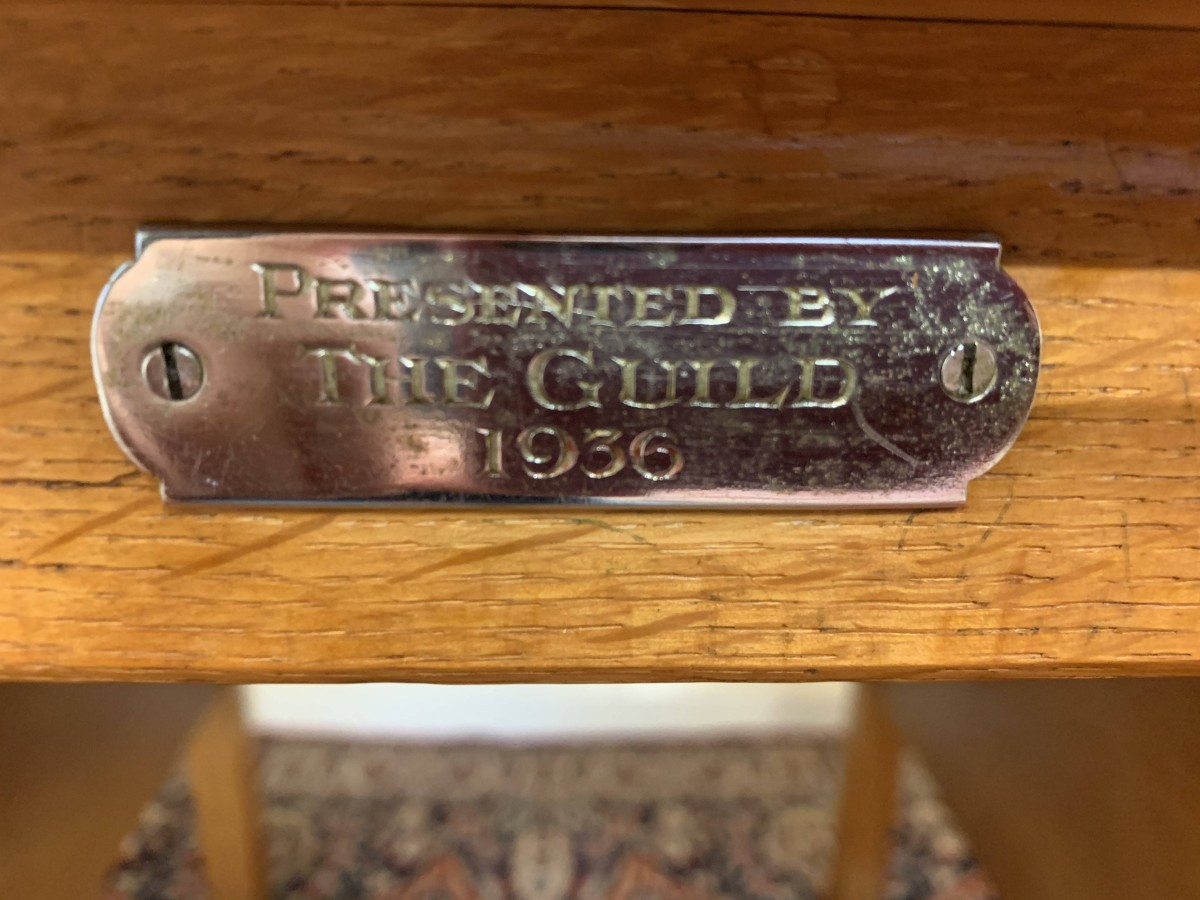 PRESENTED BY
THE GUILD
1936